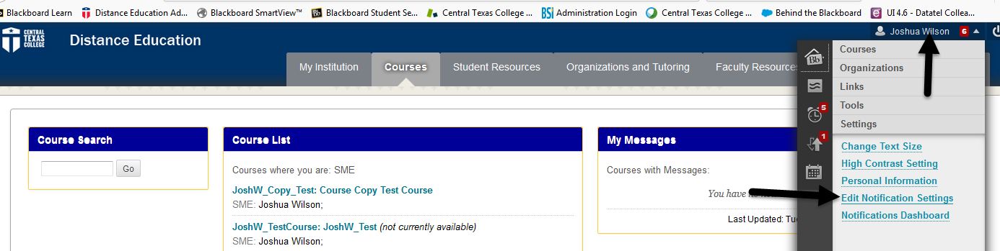 Blackboard Learn Distance Education Ad... Blackboard SmartView™ Bb Blackboard Student Se... Central Texas College ... BSI Administration Login Central Texas College ... Behind the Blackboard e UI 4.6 - Datatel Collea...
CENTRAL
TEXAS
COLLEGE
Distance Education
Joshua Wilson 6
My Institution Courses Student Resources Organizations and Tutoring Faculty Resources
Bb
5
1
Courses
Organizations
Links
Tools
Settings
Change Text Size
High Contrast Setting
Personal Information
Edit Notification Settings
Notifications Dashboard
Course Search
Go
Course List
Courses where you are: SME
JoshW_Copy_Test: Course Copy Test Course
SME: Joshua Wilson;
JoshW_TestCourse: JoshW_Test (not currently available)
SME: Joshua Wilson;
My Messages
Courses with Messages:
You have
Last Updated: Tue